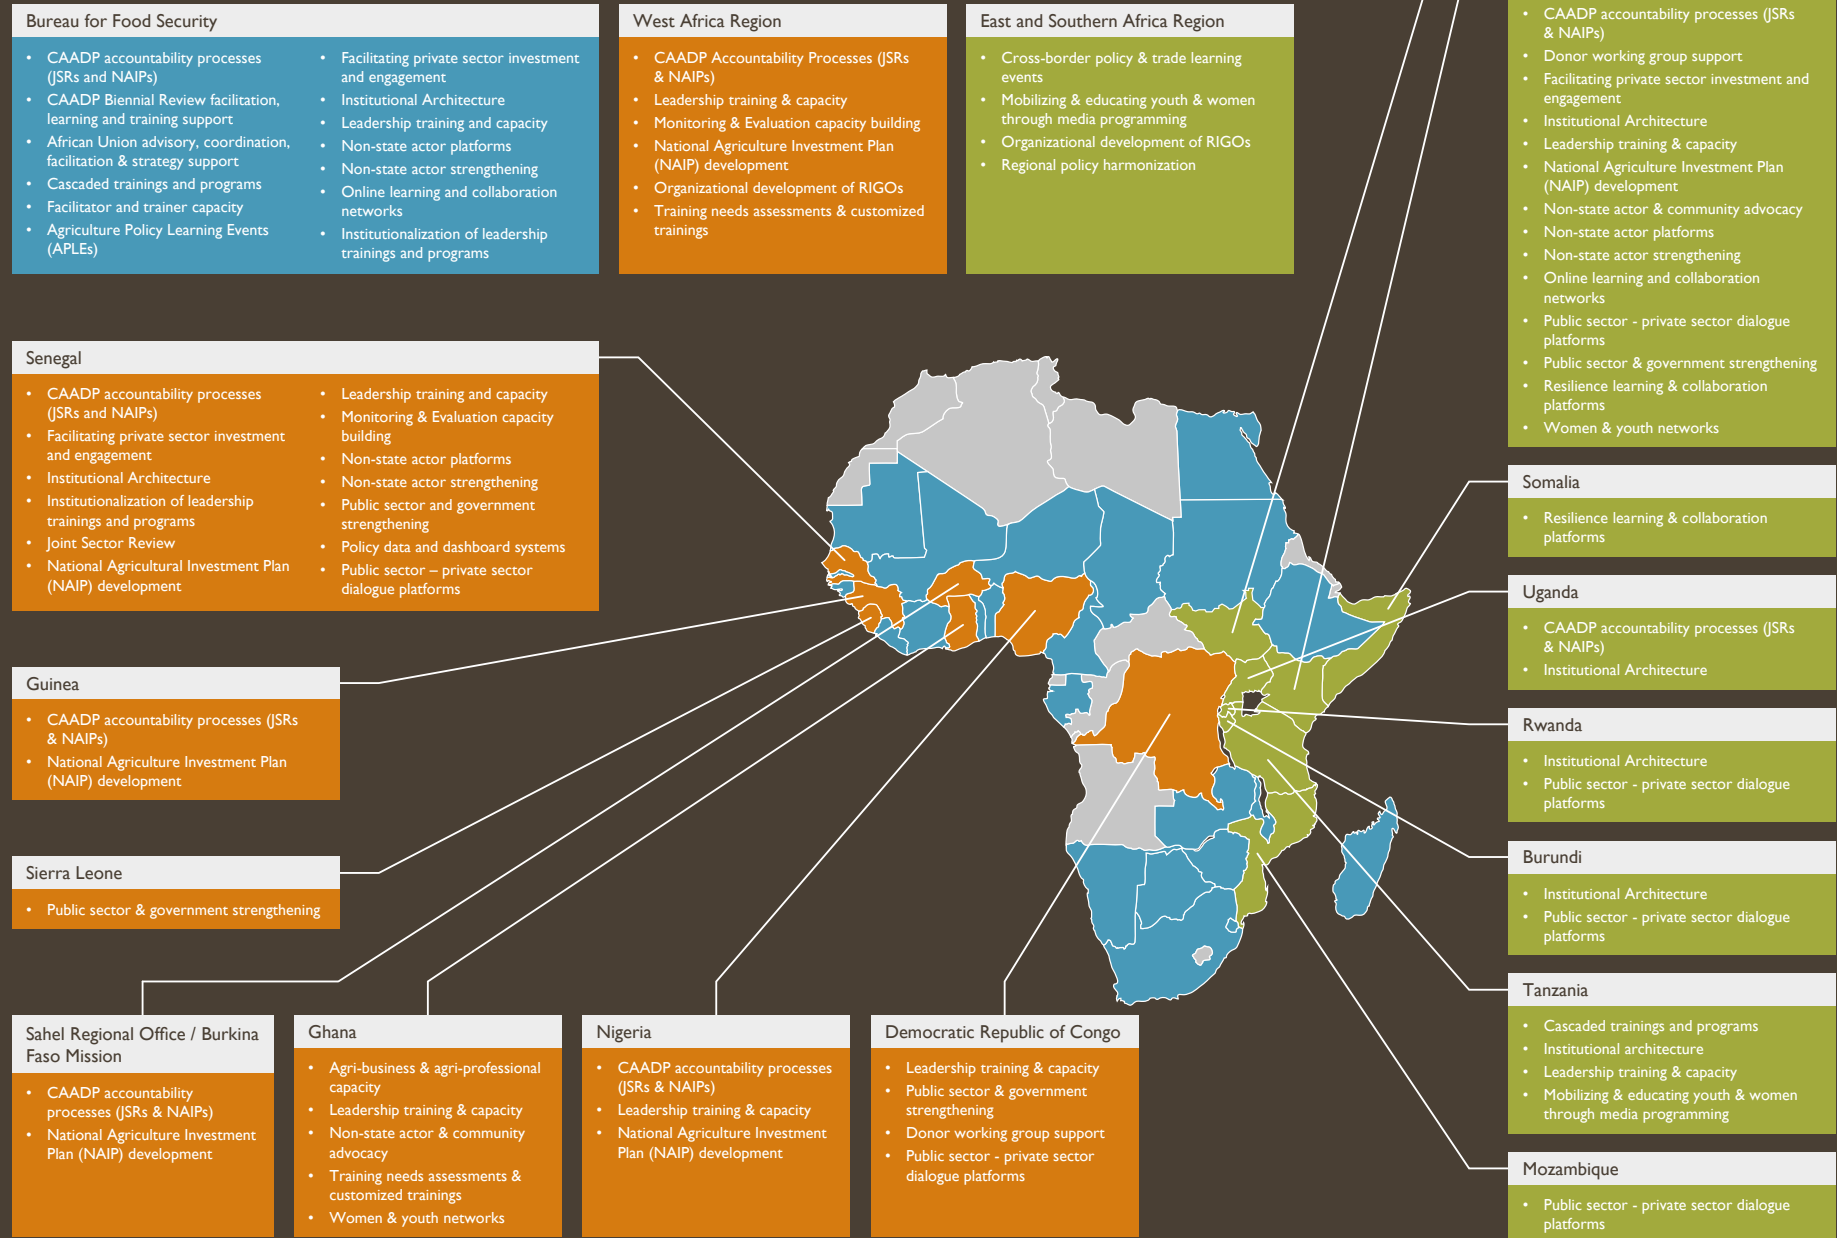 Bureau for Food Security
• CAADP accountability processes
(JSRs and NAIPs)
• CAADP Biennial Review facilitation,
learning and training support
• African Union advisory, coordination,
facilitation & strategy support
• Cascaded trainings and programs
• Facilitator and trainer capacity
• Agriculture Policy Learning Events
(APLEs)
• Facilitating private sector investment
and engagement
• Institutional Architecture
• Leadership training and capacity
• Non-state actor platforms
• Non-state actor strengthening
• Online learning and collaboration
networks
• Institutionalization of leadership
trainings and programs
West Africa Region
• CAADP Accountability Processes (JSRs
& NAIPs)
• Leadership training & capacity
• Monitoring & Evaluation capacity building
• National Agriculture Investment Plan
(NAIP) development
• Organizational development of RIGOs
• Training needs assessments & customized
trainings
East and Southern Africa Region
• Cross-border policy & trade learning
events
• Mobilizing & educating youth & women
through media programming
• Organizational development of RIGOs
• Regional policy harmonization
• CAADP accountability processes (JSRs
& NAIPs)
• Donor working group support
• Facilitating private sector investment and
engagement
• Institutional Architecture
• Leadership training & capacity
• National Agriculture Investment Plan
(NAIP) development
• Non-state actor & community advocacy
• Non-state actor platforms
• Non-state actor strengthening
• Online learning and collaboration
networks
• Public sector - private sector dialogue
platforms
• Public sector & government strengthening
• Resilience learning & collaboration
platforms
• Women & youth networks
Senegal
• CAADP accountability processes
(JSRs and NAIPs)
• Facilitating private sector investment
and engagement
• Institutional Architecture
• Institutionalization of leadership
trainings and programs
• Joint Sector Review
• National Agricultural Investment Plan
(NAIP) development
• Leadership training and capacity
• Monitoring & Evaluation capacity
building
• Non-state actor platforms
• Non-state actor strengthening
• Public sector and government
strengthening
• Policy data and dashboard systems
• Public sector – private sector
dialogue platforms
Somalia
• Resilience learning & collaboration
platforms
Uganda
• CAADP accountability processes (JSRs
& NAIPs)
• Institutional Architecture
Guinea
• CAADP accountability processes (JSRs
& NAIPs)
• National Agriculture Investment Plan
(NAIP) development
Rwanda
• Institutional Architecture
• Public sector - private sector dialogue
platforms
Sierra Leone
• Public sector & government strengthening
Burundi
• Institutional Architecture
• Public sector - private sector dialogue
platforms
Tanzania
• Cascaded trainings and programs
• Institutional architecture
• Leadership training & capacity
• Mobilizing & educating youth & women
through media programming
Sahel Regional Office / Burkina
Faso Mission
• CAADP accountability
processes (JSRs & NAIPs)
• National Agriculture Investment
Plan (NAIP) development
Ghana
• Agri-business & agri-professional
capacity
• Leadership training & capacity
• Non-state actor & community
advocacy
• Training needs assessments &
customized trainings
• Women & youth networks
Nigeria
• CAADP accountability processes
(JSRs & NAIPs)
• Leadership training & capacity
• National Agriculture Investment
Plan (NAIP) development
Democratic Republic of Congo
• Leadership training & capacity
• Public sector & government
strengthening
• Donor working group support
• Public sector - private sector
dialogue platforms
Mozambique
• Public sector - private sector dialogue
platforms